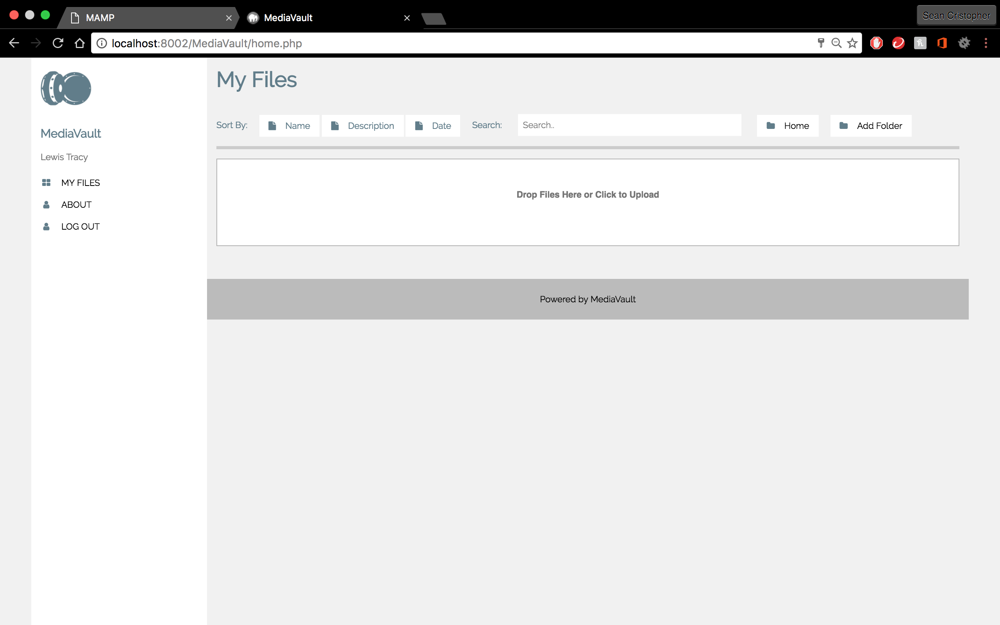 MAMP
MediaVault
Sean Cristopher
localhost:8002/MediaVault/home.php
MediaVault
Lewis Tracy
MY FILES
ABOUT
LOG OUT
My Files
Sort By: Name Description Date Search: Search.. Home Add Folder
Drop Files Here or Click to Upload
Powered by MediaVault